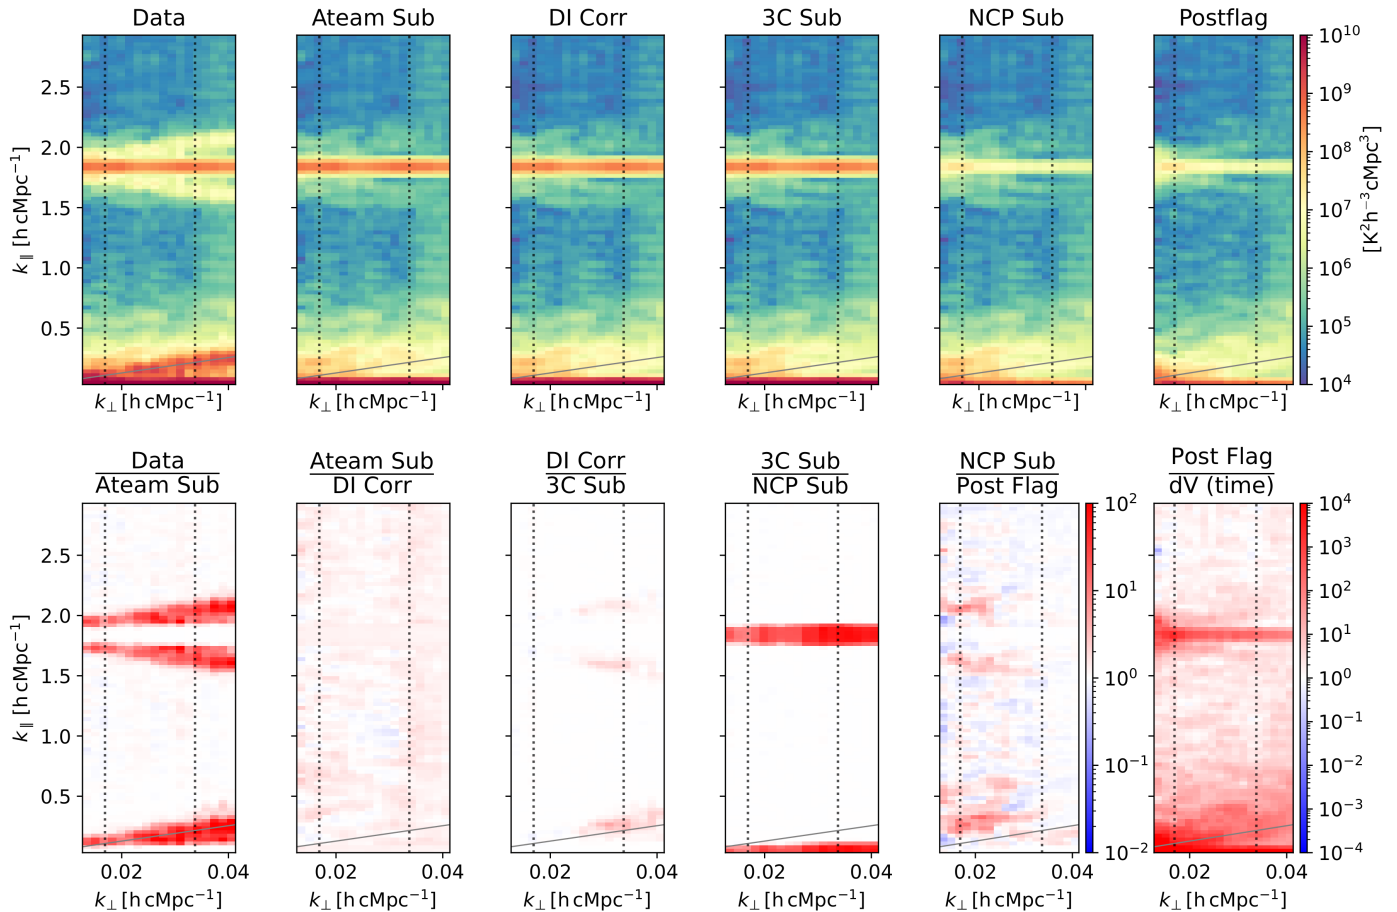 Data Ateam Sub DI Corr 3C Sub NCP Sub Postflag
10¹⁰
2.5 10⁹
2.0 10⁸
1.5 10⁷
1.0 10⁶
0.5 10⁵
10⁴
k∥ [h cMpc⁻¹]
[K²h⁻³cMpc³]
k⊥ [h cMpc⁻¹] k⊥ [h cMpc⁻¹] k⊥ [h cMpc⁻¹] k⊥ [h cMpc⁻¹] k⊥ [h cMpc⁻¹] k⊥ [h cMpc⁻¹]
Data Ateam Sub DI Corr 3C Sub NCP Sub Post Flag
Ateam Sub DI Corr 3C Sub NCP Sub Post Flag dV (time)
10² 10⁴
2.5 10³
2.0 10¹ 10²
10¹
1.5 10⁰ 10⁰
1.0 10⁻¹
10⁻¹ 10⁻²
0.5 10⁻³
10⁻² 10⁻⁴
k∥ [h cMpc⁻¹]
0.02 0.04 0.02 0.04 0.02 0.04 0.02 0.04 0.02 0.04 0.02 0.04
k⊥ [h cMpc⁻¹] k⊥ [h cMpc⁻¹] k⊥ [h cMpc⁻¹] k⊥ [h cMpc⁻¹] k⊥ [h cMpc⁻¹] k⊥ [h cMpc⁻¹]